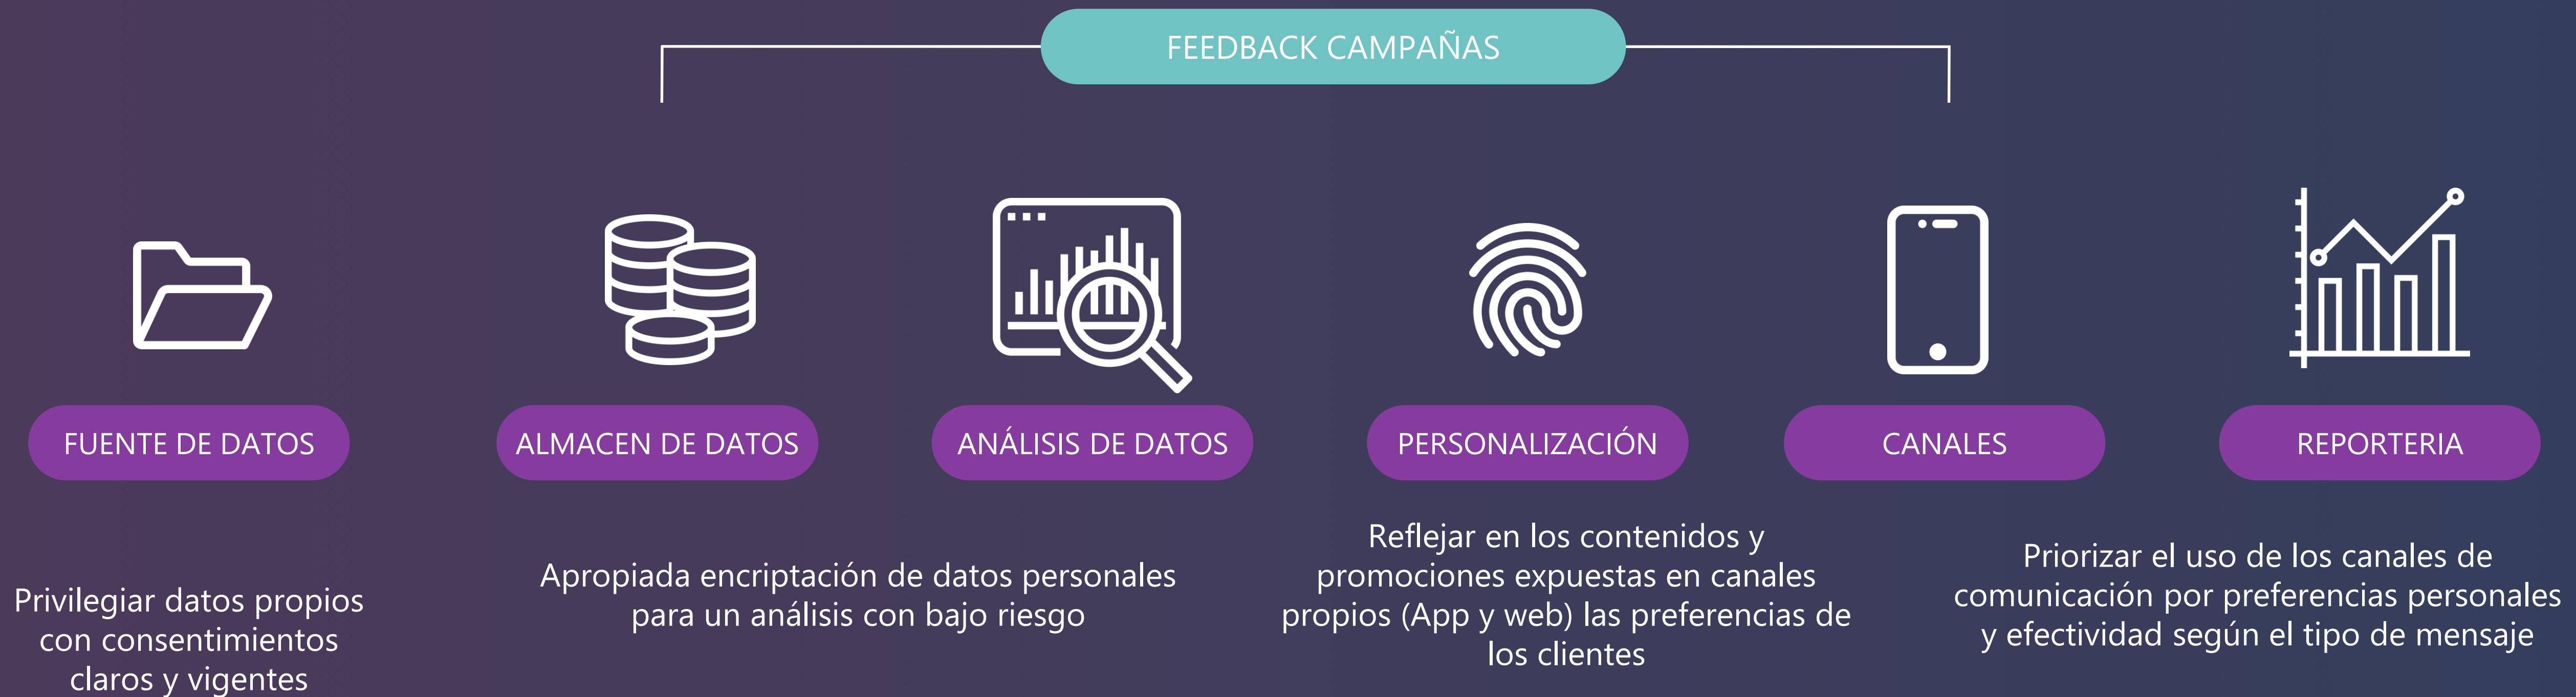 FEEDBACK CAMPAÑAS
FUENTE DE DATOS
ALMACEN DE DATOS
ANÁLISIS DE DATOS
PERSONALIZACIÓN
CANALES
REPORTERIA
Privilegiar datos propios
con consentimientos
claros y vigentes
Apropiada encriptación de datos personales
para un análisis con bajo riesgo
Reflejar en los contenidos y
promociones expuestas en canales
propios (App y web) las preferencias de
los clientes
Priorizar el uso de los canales de
comunicación por preferencias personales
y efectividad según el tipo de mensaje